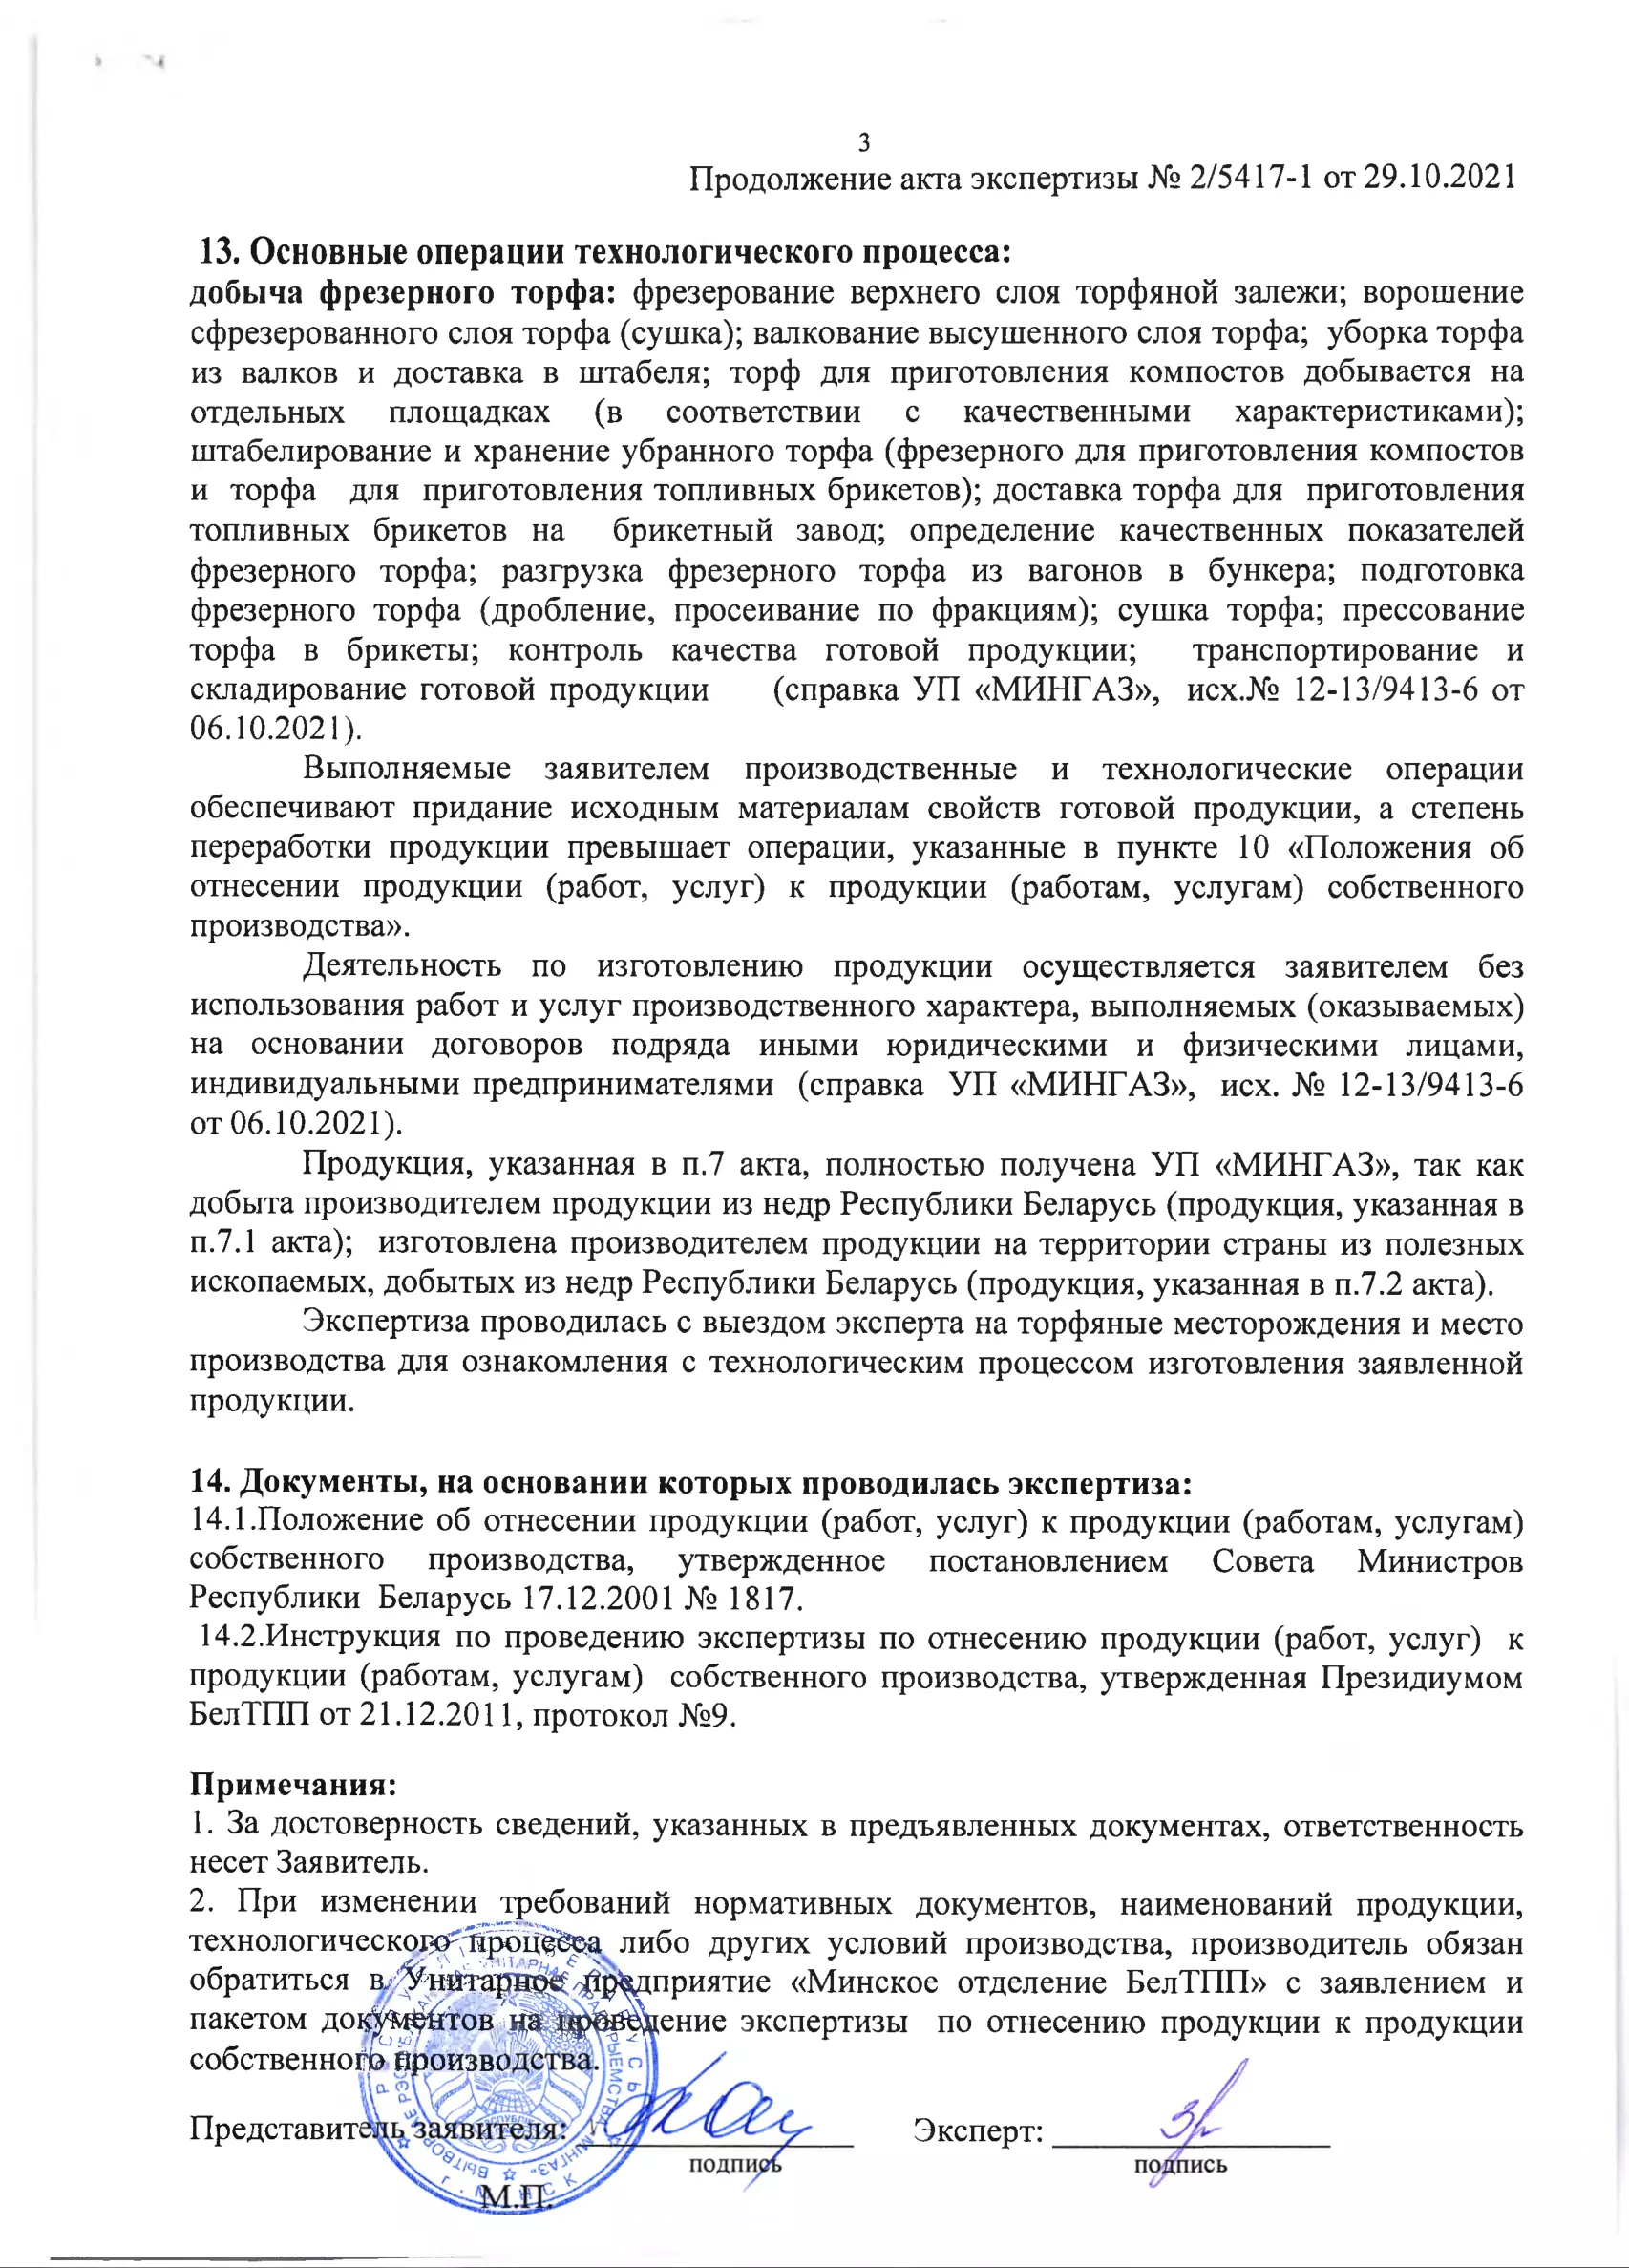 3
Продолжение акта экспертизы № 2/5417-1 от 29.10.2021
13. Основные операции технологического процесса:
добыча фрезерного торфа: фрезерование верхнего слоя торфяной залежи; ворошение
сфрезерованного слоя торфа (сушка); валкование высушенного слоя торфа; уборка торфа
из валков и доставка в штабеля; торф для приготовления компостов добывается на
отдельных площадках (в соответствии с качественными характеристиками);
штабелирование и хранение убранного торфа (фрезерного для приготовления компостов
и торфа для приготовления топливных брикетов); доставка торфа для приготовления
топливных брикетов на брикетный завод; определение качественных показателей
фрезерного торфа; разгрузка фрезерного торфа из вагонов в бункера; подготовка
фрезерного торфа (дробление, просеивание по фракциям); сушка торфа; прессование
торфа в брикеты; контроль качества готовой продукции; транспортирование и
складирование готовой продукции (справка УП «МИНГАЗ», исх.№ 12-13/9413-6 от
06.10.2021).
Выполняемые заявителем производственные и технологические операции
обеспечивают придание исходным материалам свойств готовой продукции, а степень
переработки продукции превышает операции, указанные в пункте 10 «Положения об
отнесении продукции (работ, услуг) к продукции (работам, услугам) собственного
производства».
Деятельность по изготовлению продукции осуществляется заявителем без
использования работ и услуг производственного характера, выполняемых (оказываемых)
на основании договоров подряда иными юридическими и физическими лицами,
индивидуальными предпринимателями (справка УП «МИНГАЗ», исх. № 12-13/9413-6
от 06.10.2021).
Продукция, указанная в п.7 акта, полностью получена УП «МИНГАЗ», так как
добыта производителем продукции из недр Республики Беларусь (продукция, указанная в
п.7.1 акта); изготовлена производителем продукции на территории страны из полезных
ископаемых, добытых из недр Республики Беларусь (продукция, указанная в п.7.2 акта).
Экспертиза проводилась с выездом эксперта на торфяные месторождения и место
производства для ознакомления с технологическим процессом изготовления заявленной
продукции.
14. Документы, на основании которых проводилась экспертиза:
14.1.Положение об отнесении продукции (работ, услуг) к продукции (работам, услугам)
собственного производства, утвержденное постановлением Совета Министров
Республики Беларусь 17.12.2001 № 1817.
14.2.Инструкция по проведению экспертизы по отнесению продукции (работ, услуг) к
продукции (работам, услугам) собственного производства, утвержденная Президиумом
БелТПП от 21.12.2011, протокол №9.
Примечания:
1. За достоверность сведений, указанных в предъявленных документах, ответственность
несет Заявитель.
2. При изменении требований нормативных документов, наименований продукции,
технологического процесса либо других условий производства, производитель обязан
обратиться в Унитарное предприятие «Минское отделение БелТПП» с заявлением и
пакетом документов на проведение экспертизы по отнесению продукции к продукции
собственного производства.
Представитель заявителя: Эксперт:
подпись подпись
М.П.